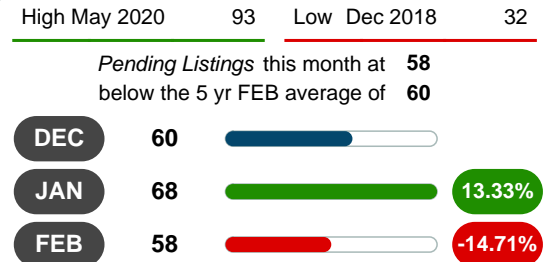 High May 2020 93 Low Dec 2018 32
Pending Listings this month at 58
below the 5 yr FEB average of 60
DEC 60
JAN 68 13.33%
FEB 58 -14.71%